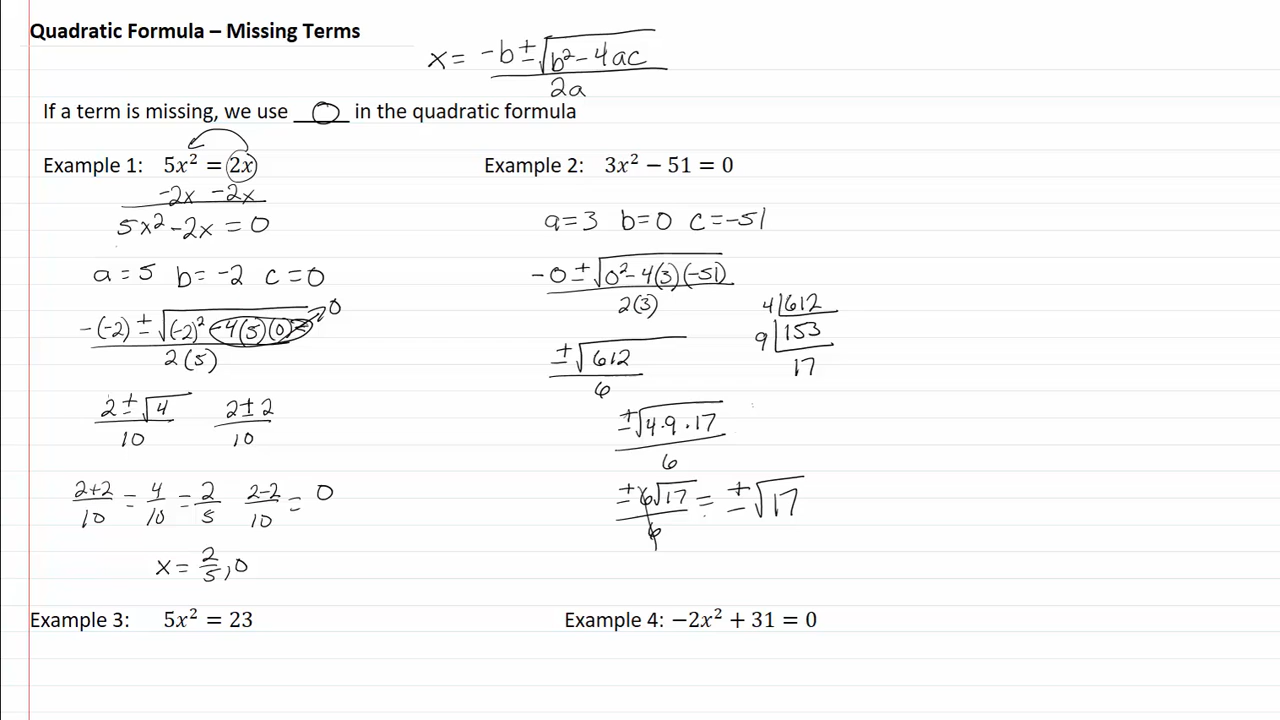 Quadratic Formula – Missing Terms
x = -b ± √(b² - 4ac) / 2a
If a term is missing, we use 0 in the quadratic formula
Example 1: 5x² = 2x
-2x -2x
5x² - 2x = 0
a = 5 b = -2 c = 0
-(-2) ± √((-2)² -4(5)(0)) / 2(5) 0
2 ± √4 / 10 2 ± 2 / 10
2+2 / 10 = 4/10 = 2/5 2-2 / 10 = 0
x = 2/5, 0
Example 2: 3x² − 51 = 0
a = 3 b = 0 c = -51
-0 ± √(0² - 4(3)(-51)) / 2(3)
4 | 612
9 | 153
17
± √612 / 6
± √(4·9·17) / 6
± 6√17 / 6 = ± √17
Example 3: 5x² = 23
Example 4: −2x² + 31 = 0